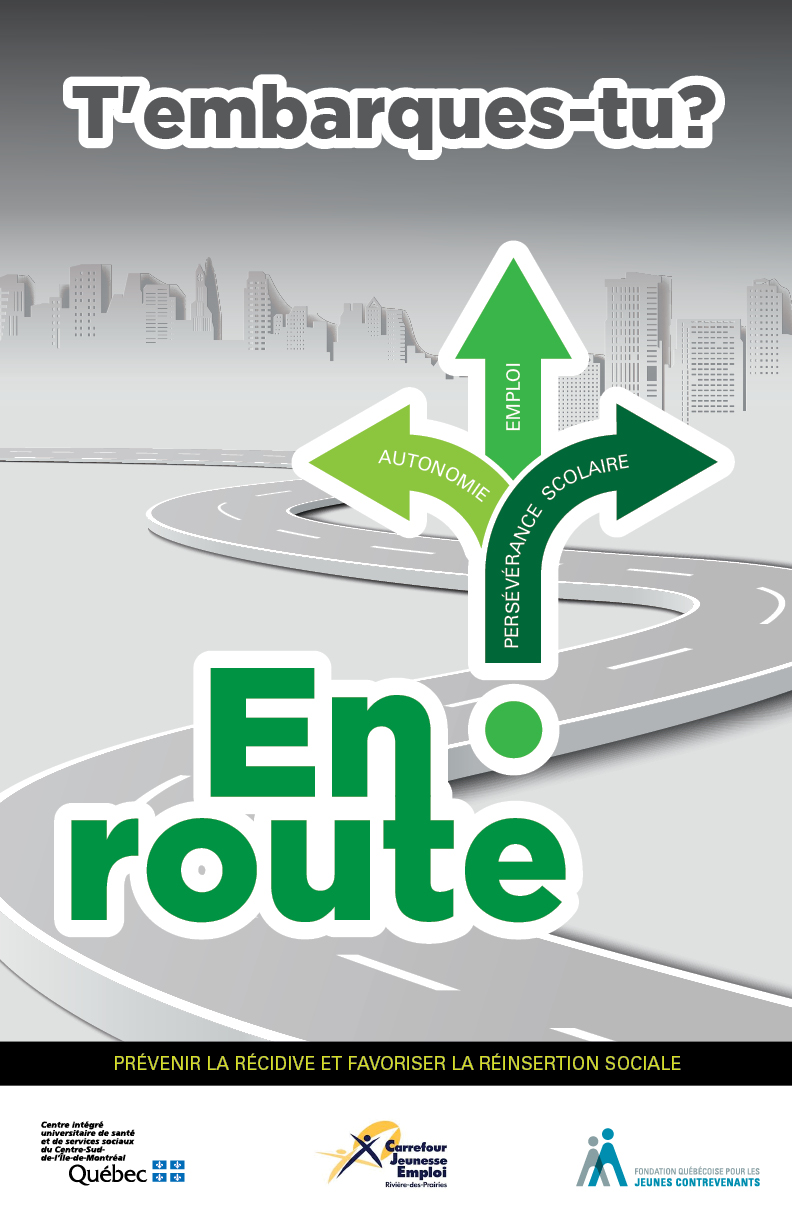 T'embarques-tu?
EMPLOI
AUTONOMIE
PERSÉVÉRANCE SCOLAIRE
En
route
PRÉVENIR LA RÉCIDIVE ET FAVORISER LA RÉINSERTION SOCIALE
Centre intégré
universitaire de santé
et de services sociaux
du Centre-Sud-
de-l'Île-de-Montréal
Québec
Carrefour
Jeunesse
Emploi
Rivière-des-Prairies
FONDATION QUÉBÉCOISE POUR LES
JEUNES CONTREVENANTS